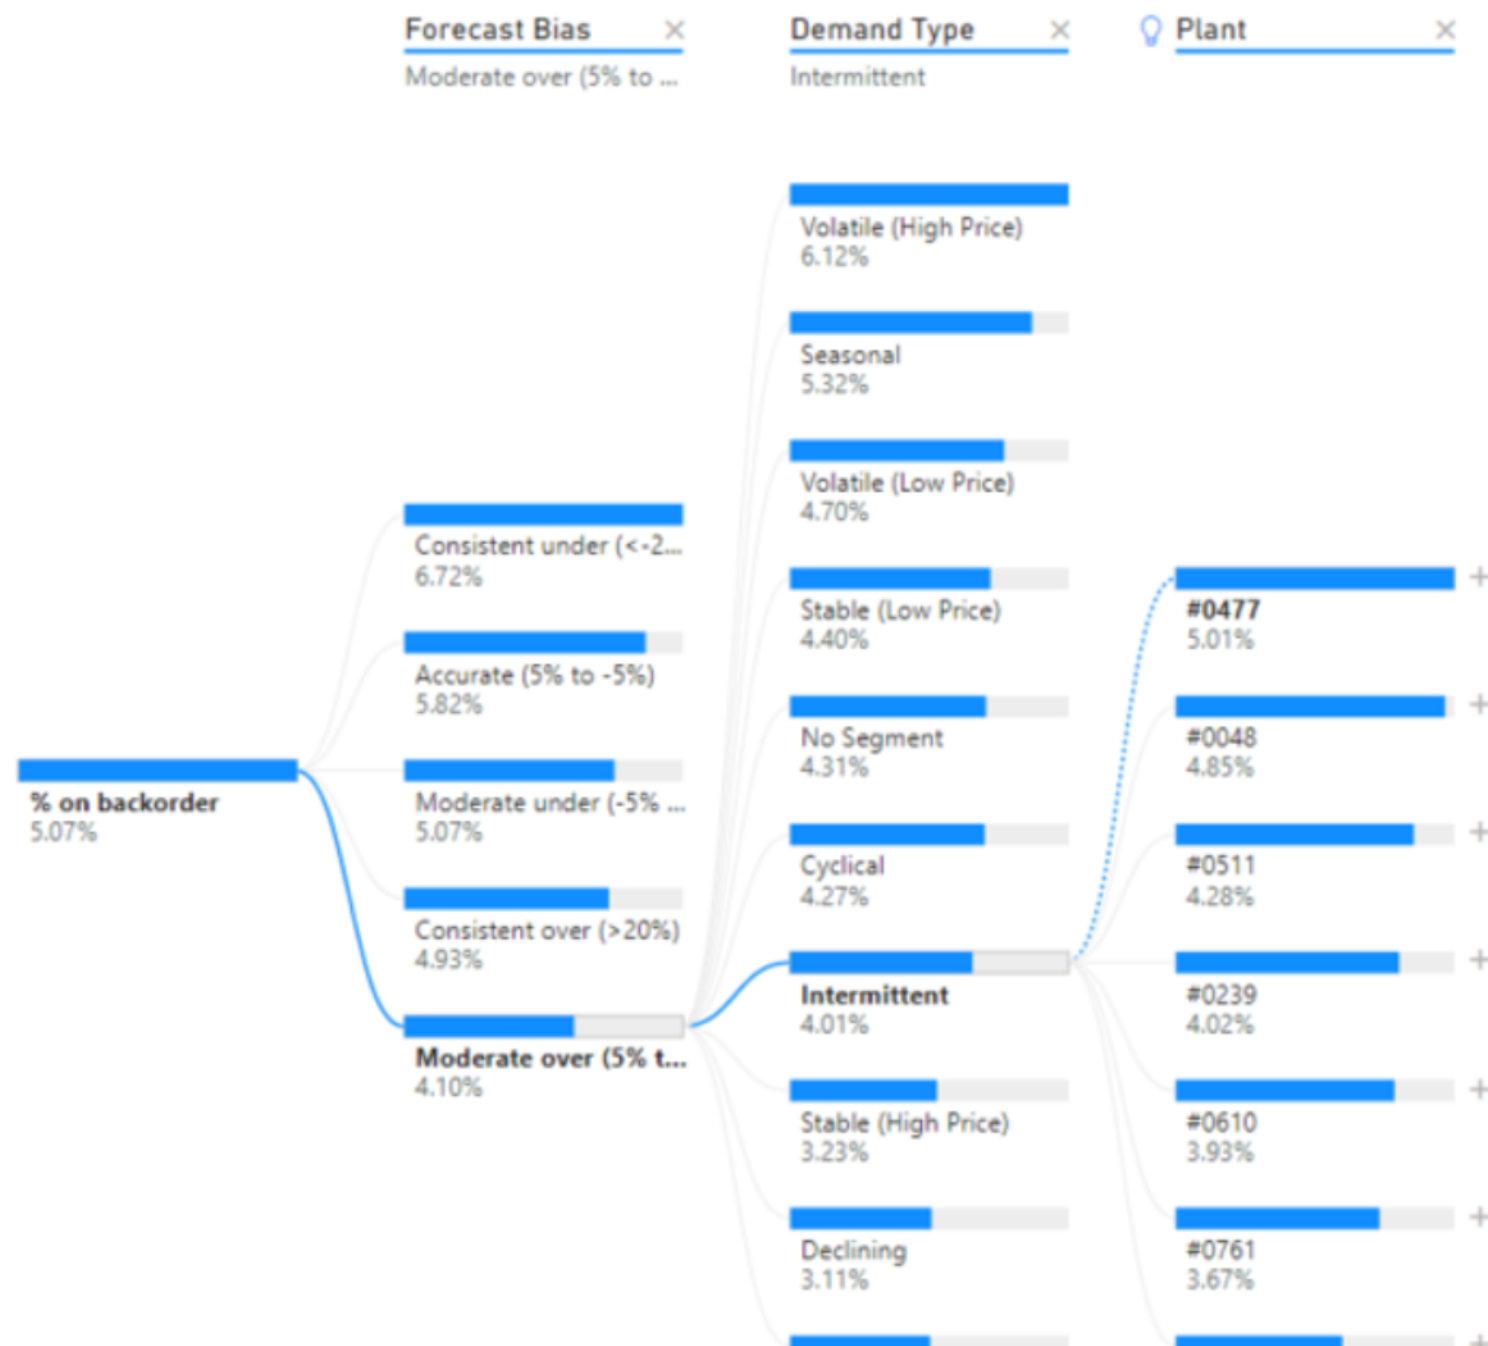 Forecast Bias
Moderate over (5% to ...
Demand Type
Intermittent
Plant
% on backorder
5.07%
Consistent under (<-2...
6.72%
Accurate (5% to -5%)
5.82%
Moderate under (-5% ...
5.07%
Consistent over (>20%)
4.93%
Moderate over (5% t...
4.10%
Volatile (High Price)
6.12%
Seasonal
5.32%
Volatile (Low Price)
4.70%
Stable (Low Price)
4.40%
No Segment
4.31%
Cyclical
4.27%
Intermittent
4.01%
Stable (High Price)
3.23%
Declining
3.11%
#0477
5.01%
#0048
4.85%
#0511
4.28%
#0239
4.02%
#0610
3.93%
#0761
3.67%